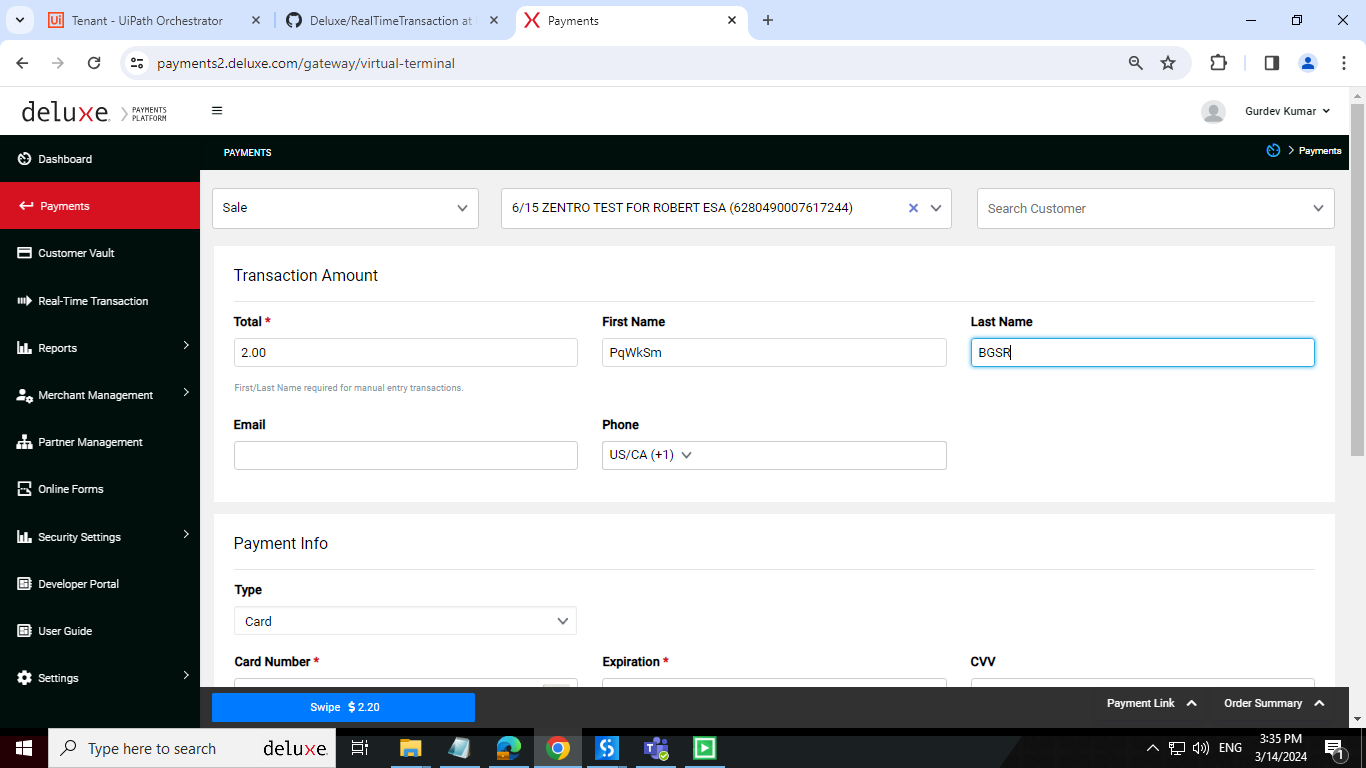 Tenant - UiPath Orchestrator
Deluxe/RealTimeTransaction at
Payments
payments2.deluxe.com/gateway/virtual-terminal
deluxe. PAYMENTS PLATFORM
Gurdev Kumar
Dashboard
Payments
Customer Vault
Real-Time Transaction
Reports
Merchant Management
Partner Management
Online Forms
Security Settings
Developer Portal
User Guide
Settings
PAYMENTS
Payments
Sale
6/15 ZENTRO TEST FOR ROBERT ESA (6280490007617244)
Search Customer
Transaction Amount
Total *
First Name
Last Name
2.00
PqWkSm
BGSR
First/Last Name required for manual entry transactions.
Email
Phone
US/CA (+1)
Payment Info
Type
Card
Card Number *
Expiration *
CVV
Swipe $ 2.20
Payment Link
Order Summary
Type here to search
deluxe.
ENG
3:35 PM
3/14/2024
1